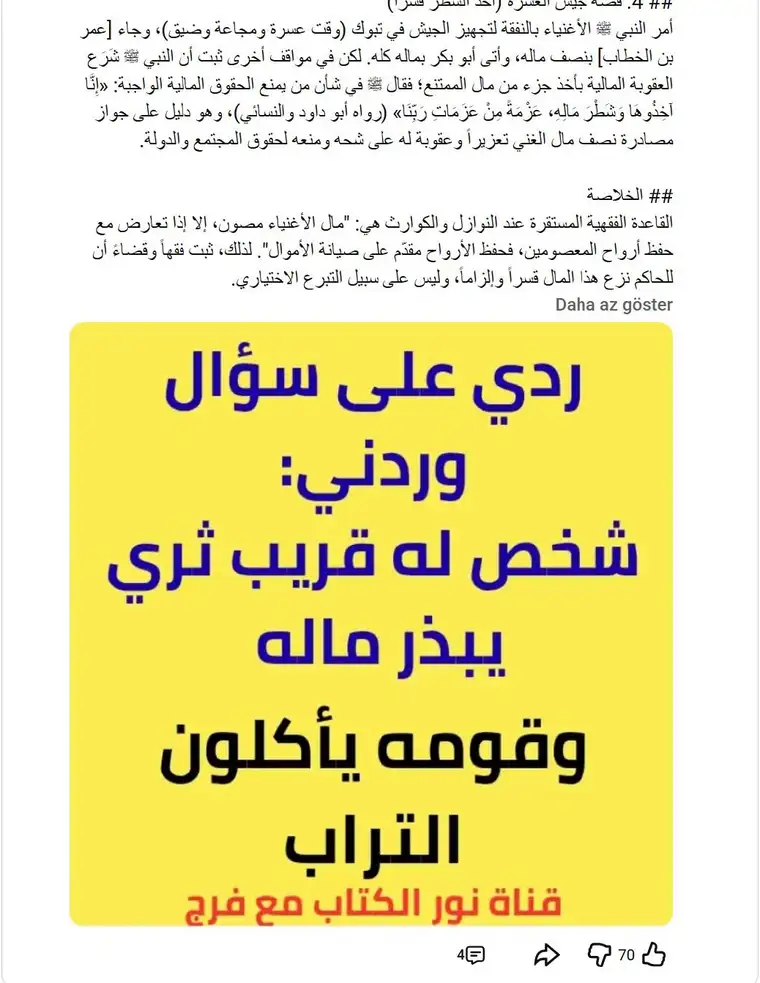 ## 4. قصة جيش العسرة (أخذ الشطر قسراً)
أمر النبي ﷺ الأغنياء بالنفقة لتجهيز الجيش في تبوك (وقت عسرة ومجاعة وضيق)، وجاء [عمر
بن الخطاب] بنصف ماله، وأتى أبو بكر بماله كله. لكن في مواقف أخرى ثبت أن النبي ﷺ شَرَع
العقوبة المالية بأخذ جزء من مال الممتنع؛ فقال ﷺ في شأن من يمنع الحقوق المالية الواجبة: «إِنَّا
آخِذُوهَا وَشَطْرَ مَالِهِ، عَزْمَةً مِنْ عَزَمَاتِ رَبِّنَا» (رواه أبو داود والنسائي)، وهو دليل على جواز
مصادرة نصف مال الغني تعزيراً وعقوبة له على شحه ومنعه لحقوق المجتمع والدولة.
## الخلاصة
القاعدة الفقهية المستقرة عند النوازل والكوارث هي: "مال الأغنياء مصون، إلا إذا تعارض مع
حفظ أرواح المعصومين، فحفظ الأرواح مقدّم على صيانة الأموال". لذلك، ثبت فقهاً وقضاءً أن
للحاكم نزع هذا المال قسراً وإلزاماً، وليس على سبيل التبرع الاختياري.
Daha az göster
ردي على سؤال
وردني:
شخص له قريب ثري
يبذر ماله
وقومه يأكلون
التراب
قناة نور الكتاب مع فرج
70
4